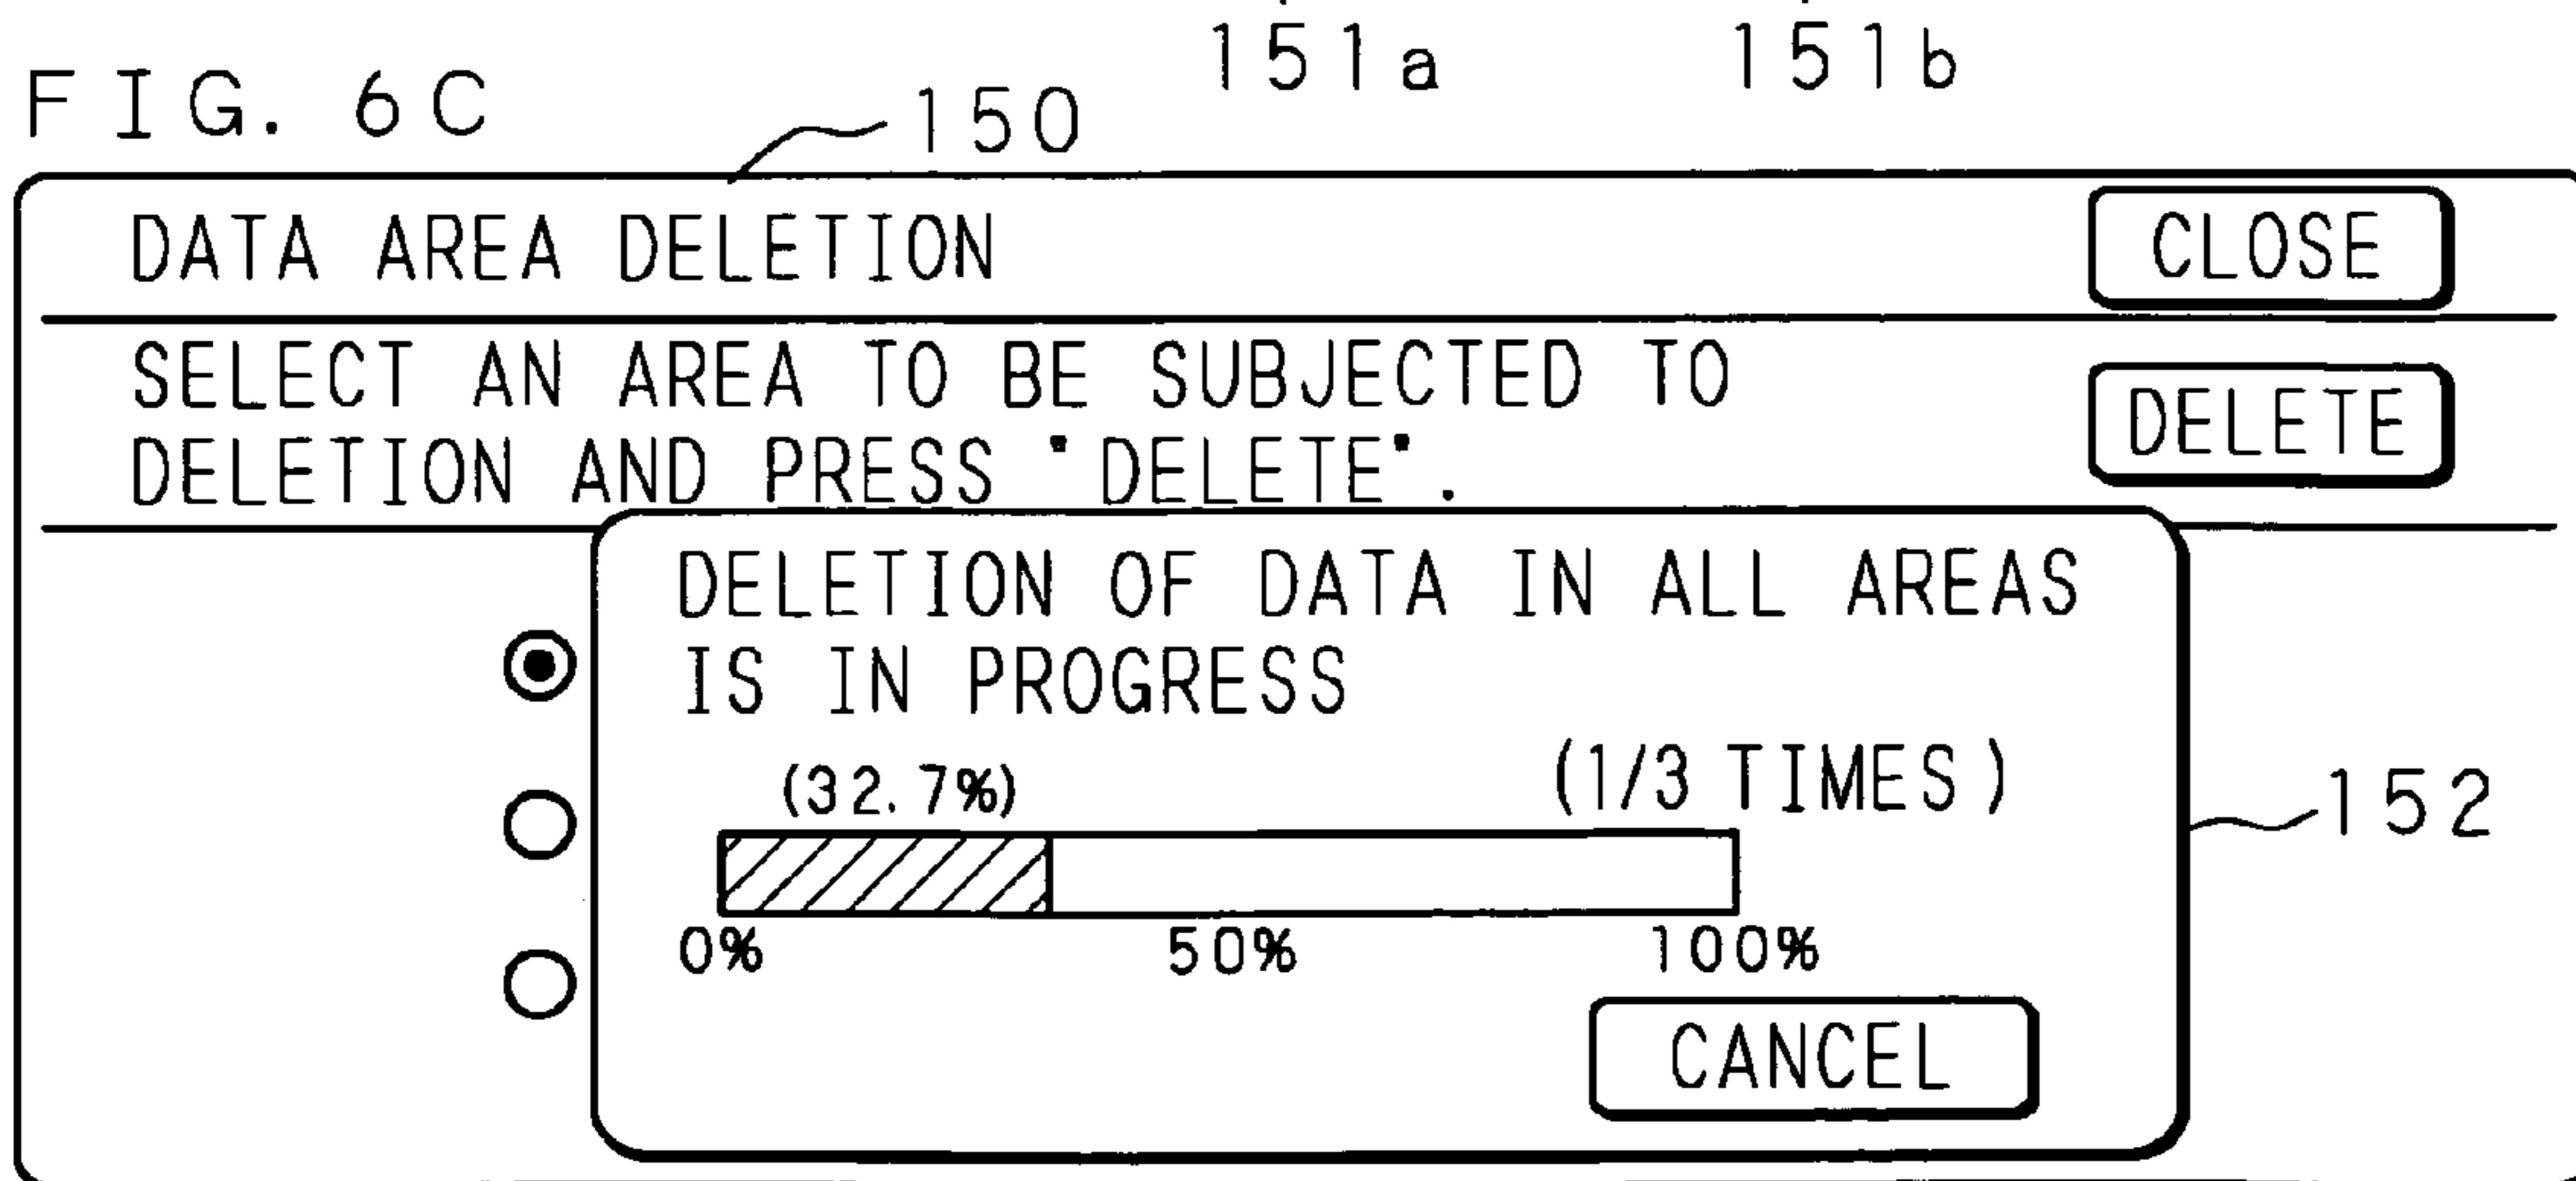 151a 151b
FIG. 6C
150
DATA AREA DELETION CLOSE
SELECT AN AREA TO BE SUBJECTED TO
DELETION AND PRESS "DELETE".
DELETE
DELETION OF DATA IN ALL AREAS
IS IN PROGRESS
(32.7%) (1/3 TIMES)
152
0% 50% 100%
CANCEL